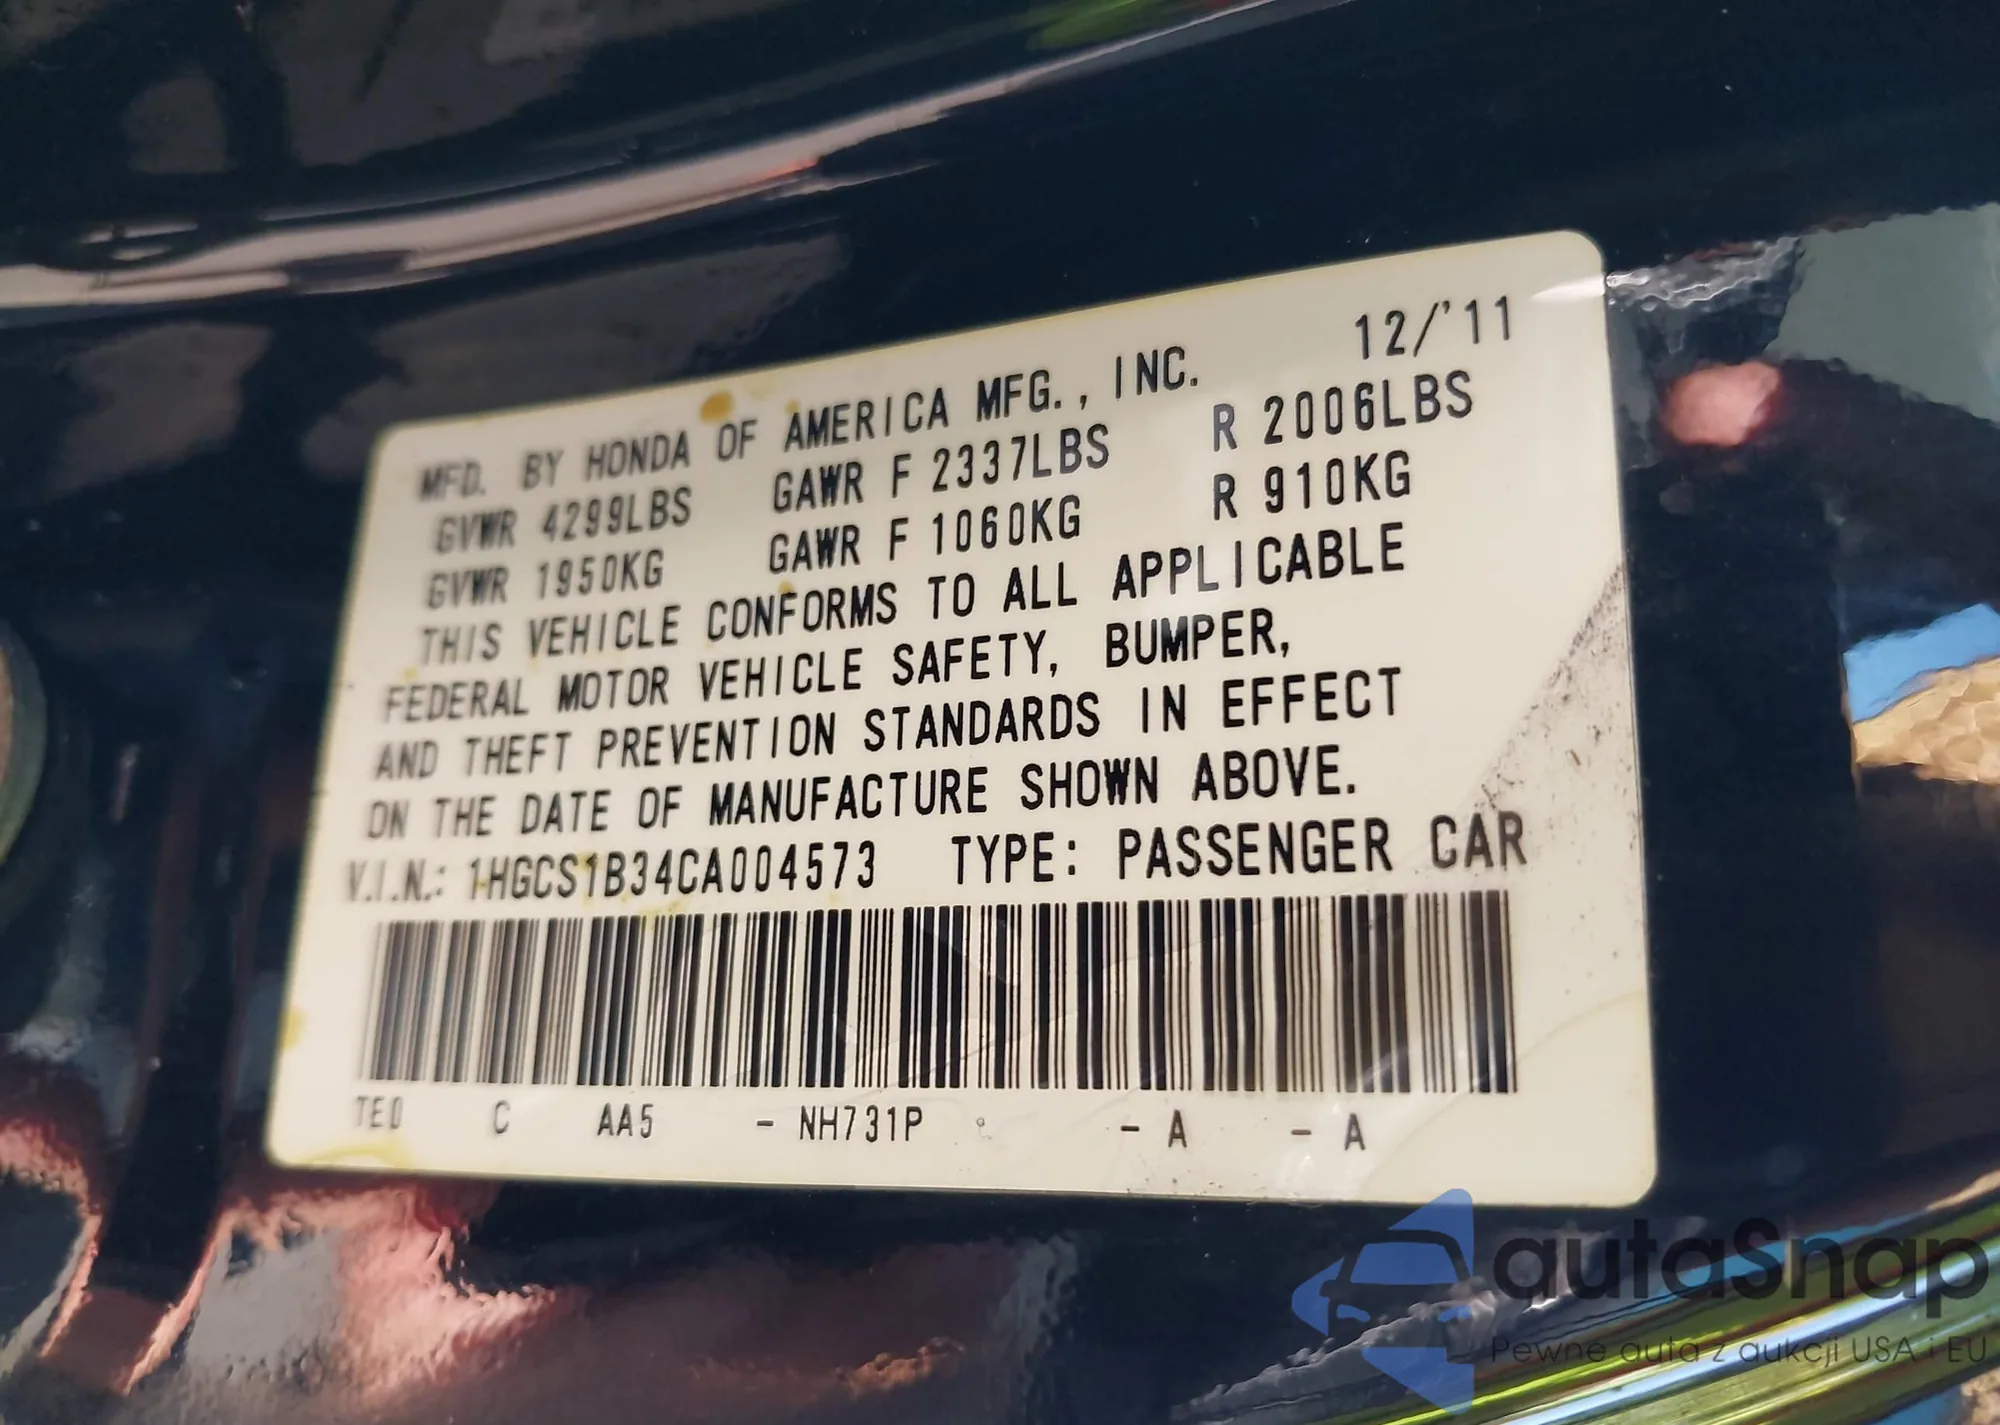 MFD. BY HONDA OF AMERICA MFG., INC. 12/'11
GVWR 4299LBS GAWR F 2337LBS R 2006LBS
GVWR 1950KG GAWR F 1060KG R 910KG
THIS VEHICLE CONFORMS TO ALL APPLICABLE
FEDERAL MOTOR VEHICLE SAFETY, BUMPER,
AND THEFT PREVENTION STANDARDS IN EFFECT
ON THE DATE OF MANUFACTURE SHOWN ABOVE.
V.I.N.: 1HGCS1B34CA004573 TYPE: PASSENGER CAR
TE0 C AA5 - NH731P - A - A
autaSnap
Pewne auta z aukcji USA i EU